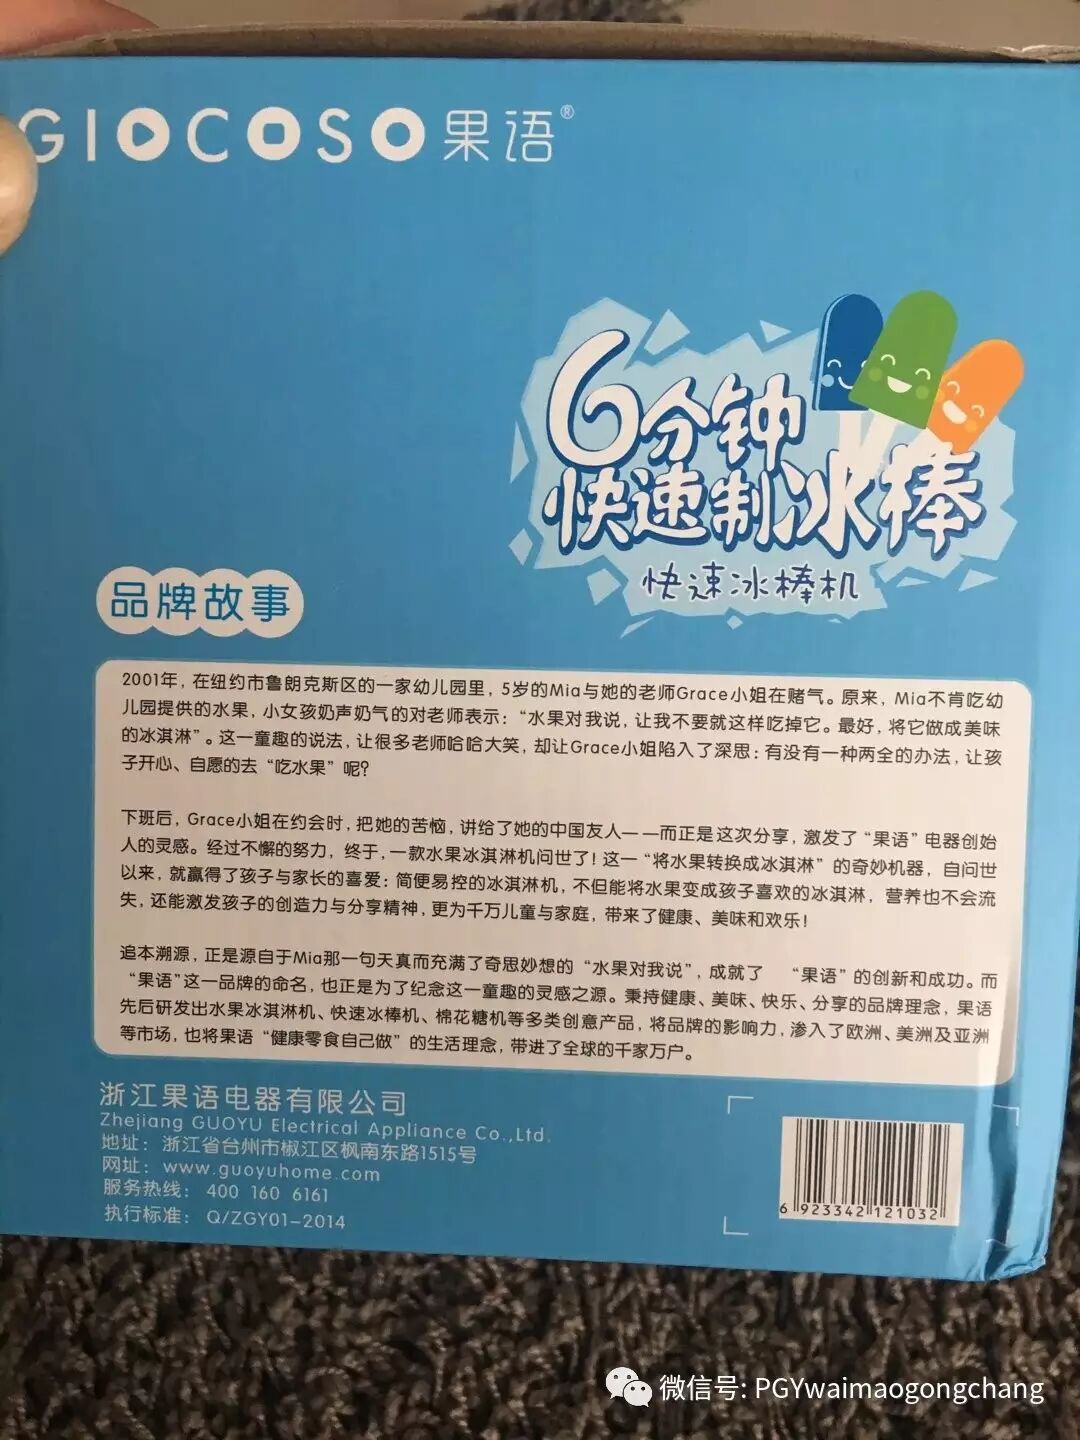 GIOCOSO果语®
6分钟
快速制冰棒
快速冰棒机
品牌故事
2001年，在纽约市鲁朗克斯区的一家幼儿园里，5岁的Mia与她的老师Grace小姐在赌气。原来，Mia不肯吃幼
儿园提供的水果，小女孩奶声奶气的对老师表示：“水果对我说，让我不要就这样吃掉它。最好，将它做成美味
的冰淇淋”。这一童趣的说法，让很多老师哈哈大笑，却让Grace小姐陷入了深思：有没有一种两全的办法，让孩
子开心、自愿的去“吃水果”呢？
下班后，Grace小姐在约会时，把她的苦恼，讲给了她的中国友人——而正是这次分享，激发了“果语”电器创始
人的灵感。经过不懈的努力，终于，一款水果冰淇淋机问世了！这一“将水果转换成冰淇淋”的奇妙机器，自问世
以来，就赢得了孩子与家长的喜爱：简便易控的冰淇淋机，不但能将水果变成孩子喜欢的冰淇淋，营养也不会流
失，还能激发孩子的创造力与分享精神，更为千万儿童与家庭，带来了健康、美味和欢乐！
追本溯源，正是源自于Mia那一句天真而充满了奇思妙想的“水果对我说”，成就了 “果语”的创新和成功。而
“果语”这一品牌的命名，也正是为了纪念这一童趣的灵感之源。秉持健康、美味、快乐、分享的品牌理念，果语
先后研发出水果冰淇淋机、快速冰棒机、棉花糖机等多类创意产品，将品牌的影响力，渗入了欧洲、美洲及亚洲
等市场，也将果语“健康零食自己做”的生活理念，带进了全球的千家万户。
浙江果语电器有限公司
Zhejiang GUOYU Electrical Appliance Co.,Ltd.
地址：浙江省台州市椒江区枫南东路1515号
网址：www.guoyuhome.com
服务热线：400 160 6161
执行标准：Q/ZGY01-2014
6 923342 121032
微信号: PGYwaimaogongchang